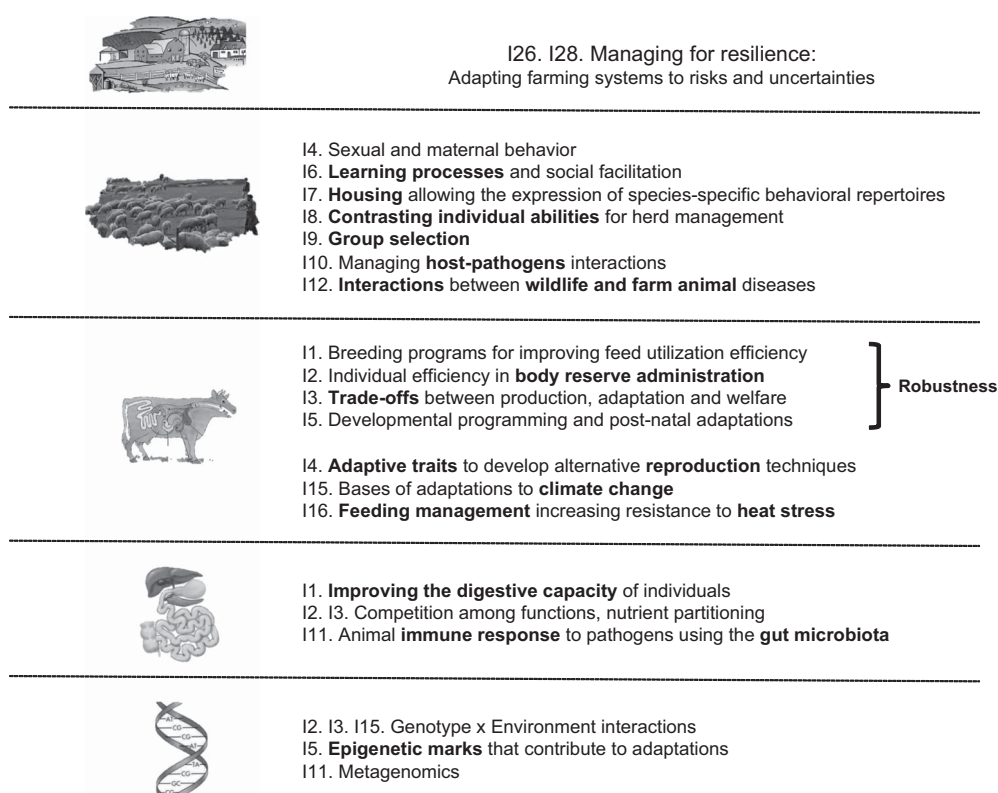 I26. I28. Managing for resilience:
Adapting farming systems to risks and uncertainties
I4. Sexual and maternal behavior
I6. Learning processes and social facilitation
I7. Housing allowing the expression of species-specific behavioral repertoires
I8. Contrasting individual abilities for herd management
I9. Group selection
I10. Managing host-pathogens interactions
I12. Interactions between wildlife and farm animal diseases
I1. Breeding programs for improving feed utilization efficiency
I2. Individual efficiency in body reserve administration
I3. Trade-offs between production, adaptation and welfare
I5. Developmental programming and post-natal adaptations
Robustness
I4. Adaptive traits to develop alternative reproduction techniques
I15. Bases of adaptations to climate change
I16. Feeding management increasing resistance to heat stress
I1. Improving the digestive capacity of individuals
I2. I3. Competition among functions, nutrient partitioning
I11. Animal immune response to pathogens using the gut microbiota
I2. I3. I15. Genotype x Environment interactions
I5. Epigenetic marks that contribute to adaptations
I11. Metagenomics
AT
CG
CG
AT
TA
CG
GC